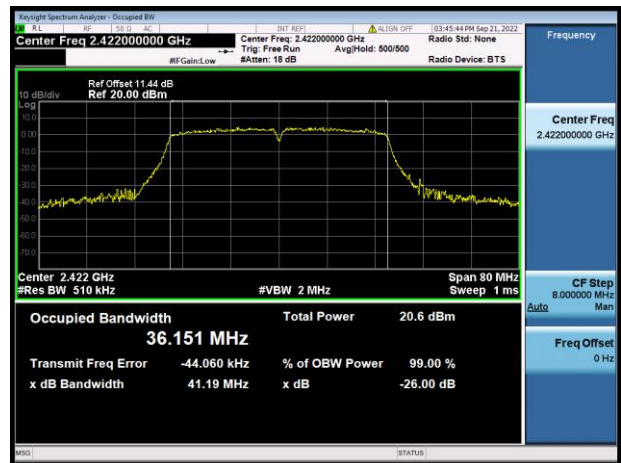 Keysight Spectrum Analyzer - Occupied BW
RL RF 50 Ω AC INT REF ALIGN OFF 03:45:44 PM Sep 21, 2022
Center Freq 2.422000000 GHz
Center Freq: 2.422000000 GHz Radio Std: None
Trig: Free Run Avg|Hold: 500/500
#IFGain:Low #Atten: 18 dB Radio Device: BTS
Frequency
Ref Offset 11.44 dB
10 dB/div Ref 20.00 dBm
Log
10.0
0.00
-10.0
-20.0
-30.0
-40.0
-50.0
-60.0
-70.0
Center 2.422 GHz Span 80 MHz
#Res BW 510 kHz #VBW 2 MHz Sweep 1 ms
Occupied Bandwidth Total Power 20.6 dBm
36.151 MHz
Transmit Freq Error -44.060 kHz % of OBW Power 99.00 %
x dB Bandwidth 41.19 MHz x dB -26.00 dB
Center Freq
2.422000000 GHz
CF Step
8.000000 MHz
Auto Man
Freq Offset
0 Hz
MSG STATUS